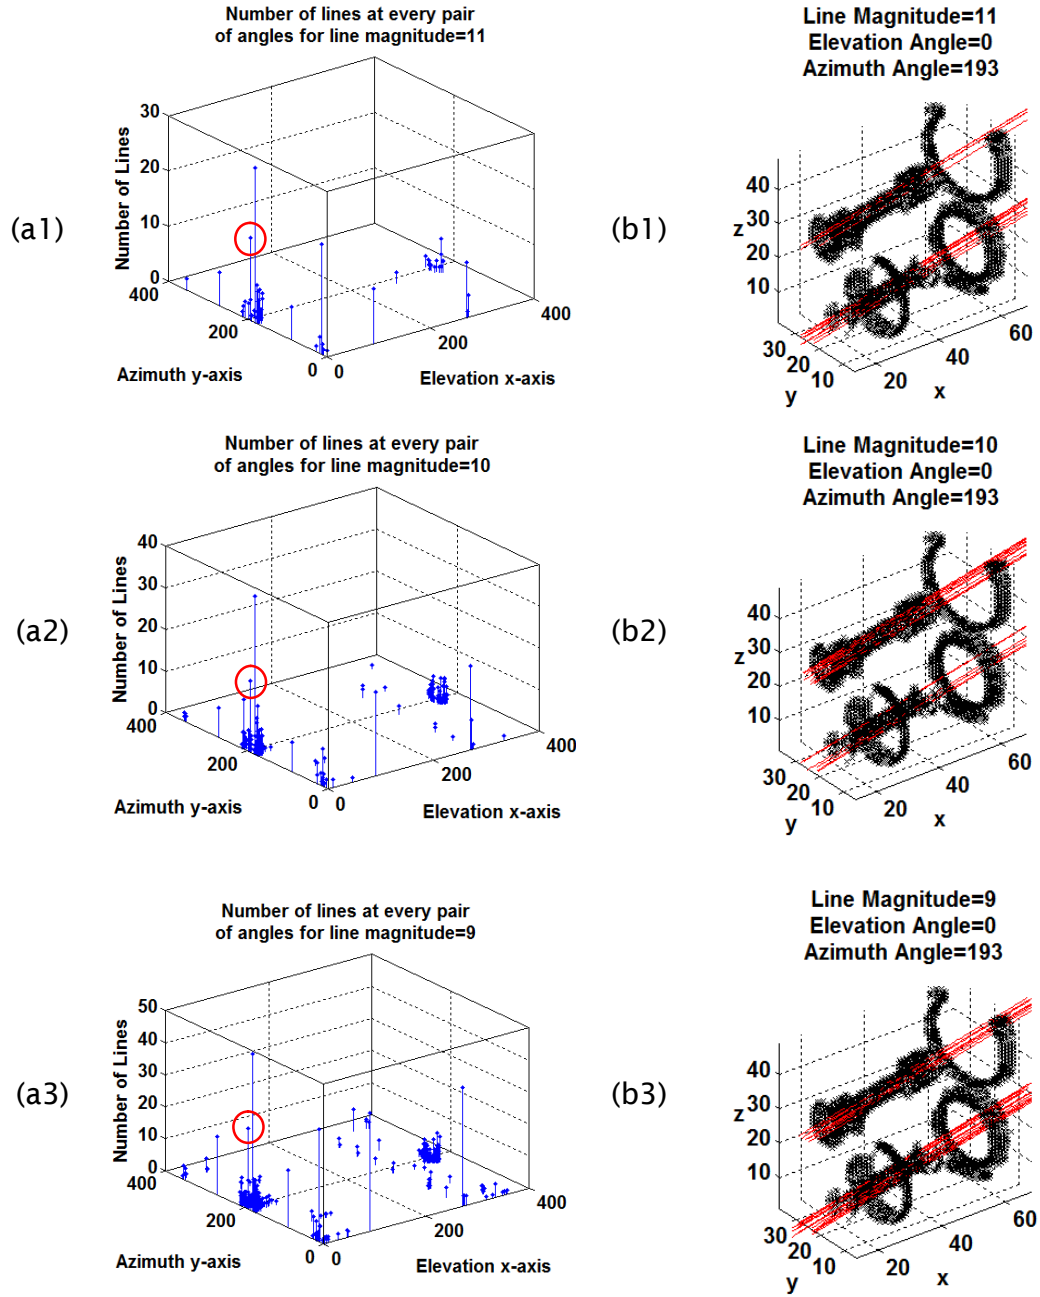 Number of lines at every pair
of angles for line magnitude=11
Number of Lines
30
20
10
0
400
200
0
0
200
400
Azimuth y-axis
Elevation x-axis
(a1)
Line Magnitude=11
Elevation Angle=0
Azimuth Angle=193
(b1)
z
40
30
20
10
30
20
10
y
20
40
60
x
Number of lines at every pair
of angles for line magnitude=10
Number of Lines
40
30
20
10
0
400
200
0
0
200
400
Azimuth y-axis
Elevation x-axis
(a2)
Line Magnitude=10
Elevation Angle=0
Azimuth Angle=193
(b2)
z
40
30
20
10
30
20
10
y
20
40
60
x
Number of lines at every pair
of angles for line magnitude=9
Number of Lines
50
40
30
20
10
0
400
200
0
0
200
400
Azimuth y-axis
Elevation x-axis
(a3)
Line Magnitude=9
Elevation Angle=0
Azimuth Angle=193
(b3)
z
40
30
20
10
30
20
10
y
20
40
60
x